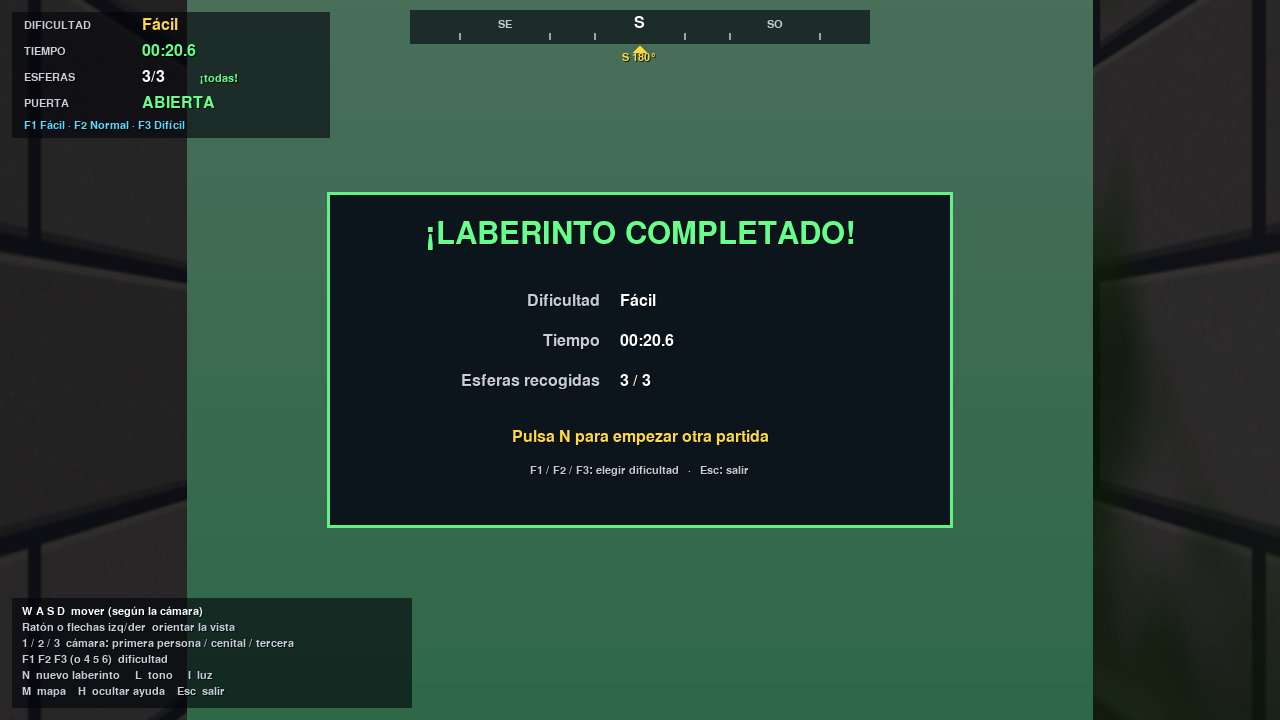 DIFICULTAD Fácil
TIEMPO 00:20.6
ESFERAS 3/3 ¡todas!
PUERTA ABIERTA
F1 Fácil · F2 Normal · F3 Difícil
SE S SO
S 180°
¡LABERINTO COMPLETADO!
Dificultad Fácil
Tiempo 00:20.6
Esferas recogidas 3 / 3
Pulsa N para empezar otra partida
F1 / F2 / F3: elegir dificultad · Esc: salir
W A S D mover (según la cámara)
Ratón o flechas izq/der orientar la vista
1 / 2 / 3 cámara: primera persona / cenital / tercera
F1 F2 F3 (o 4 5 6) dificultad
N nuevo laberinto L tono I luz
M mapa H ocultar ayuda Esc salir